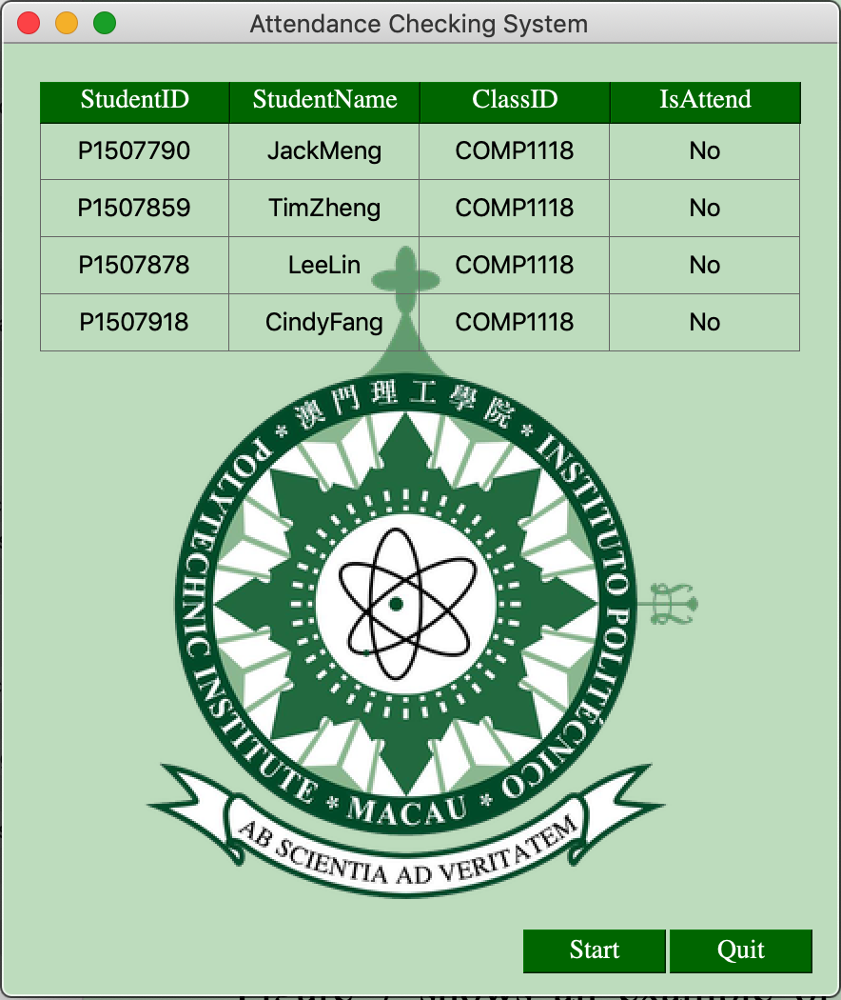 Attendance Checking System
StudentID StudentName ClassID IsAttend
P1507790 JackMeng COMP1118 No
P1507859 TimZheng COMP1118 No
P1507878 LeeLin COMP1118 No
P1507918 CindyFang COMP1118 No
* 澳門理工學院 *
INSTITUTO POLITÉCNICO
POLYTECHNIC INSTITUTE
* MACAU *
AB SCIENTIA AD VERITATEM
Start Quit